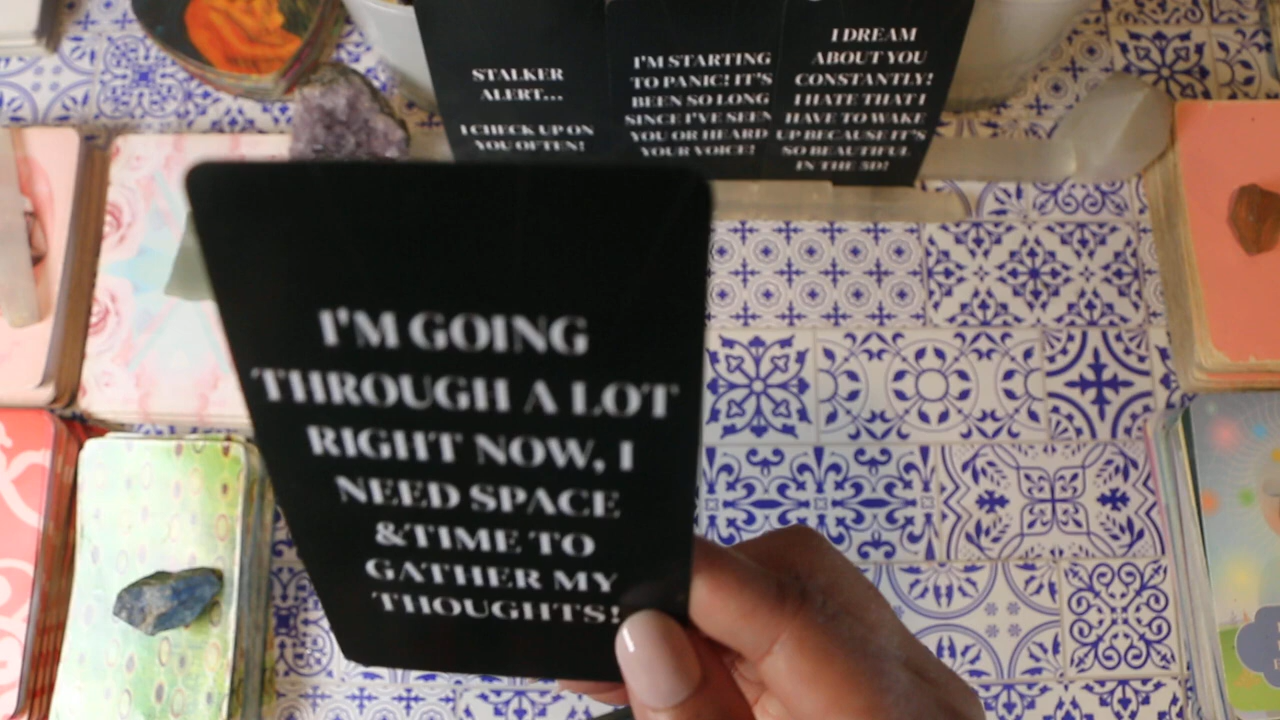 STALKER
ALERT...
I CHECK UP ON
YOU OFTEN!
I'M STARTING
TO PANIC! IT'S
BEEN SO LONG
SINCE I'VE SEEN
YOU OR HEARD
YOUR VOICE!
I DREAM
ABOUT YOU
CONSTANTLY!
I HATE THAT I
HAVE TO WAKE
UP BECAUSE IT'S
SO BEAUTIFUL
IN THE 5D!
I'M GOING
THROUGH A LOT
RIGHT NOW, I
NEED SPACE
&TIME TO
GATHER MY
THOUGHTS!